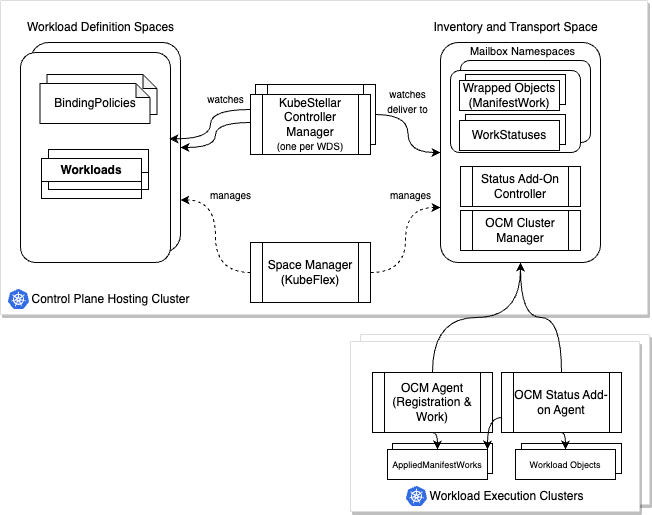 Workload Definition Spaces
Inventory and Transport Space
Mailbox Namespaces
BindingPolicies
Workloads
watches
KubeStellar
Controller
Manager
(one per WDS)
watches
deliver to
Wrapped Objects
(ManifestWork)
WorkStatuses
Status Add-On
Controller
OCM Cluster
Manager
manages
manages
Space Manager
(KubeFlex)
Control Plane Hosting Cluster
OCM Agent
(Registration &
Work)
OCM Status Add-
on Agent
AppliedManifestWorks
Workload Objects
Workload Execution Clusters